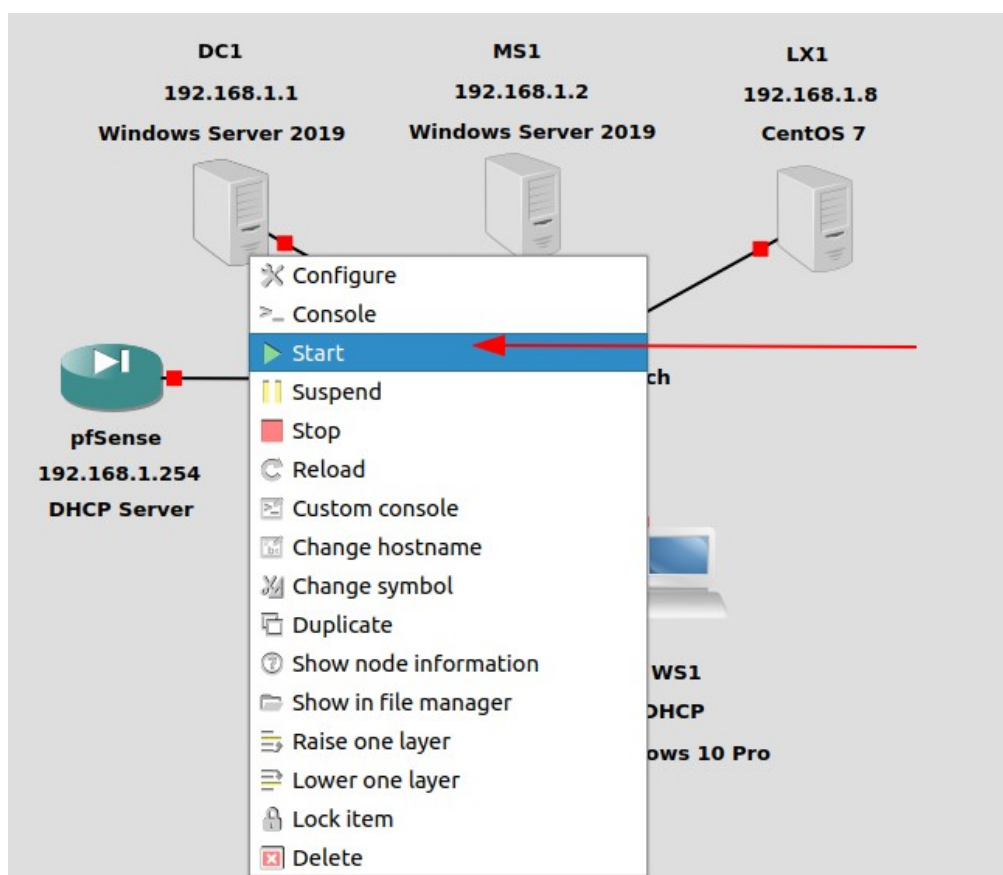 DC1
192.168.1.1
Windows Server 2019
MS1
192.168.1.2
Windows Server 2019
LX1
192.168.1.8
CentOS 7
pfSense
192.168.1.254
DHCP Server
Configure
>_ Console
Start
Suspend
Stop
Reload
Custom console
Change hostname
Change symbol
Duplicate
Show node information
Show in file manager
Raise one layer
Lower one layer
Lock item
Delete
ch
WS1
DHCP
ows 10 Pro